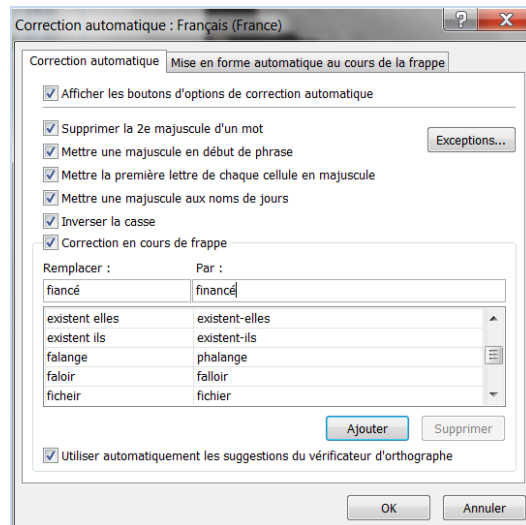 Correction automatique : Français (France)
Correction automatique Mise en forme automatique au cours de la frappe
Afficher les boutons d'options de correction automatique
Supprimer la 2e majuscule d'un mot
Exceptions...
Mettre une majuscule en début de phrase
Mettre la première lettre de chaque cellule en majuscule
Mettre une majuscule aux noms de jours
Inverser la casse
Correction en cours de frappe
Remplacer : Par :
fiancé financé
existent elles existent-elles
existent ils existent-ils
falange phalange
faloir falloir
ficheir fichier
Ajouter Supprimer
Utiliser automatiquement les suggestions du vérificateur d'orthographe
OK Annuler